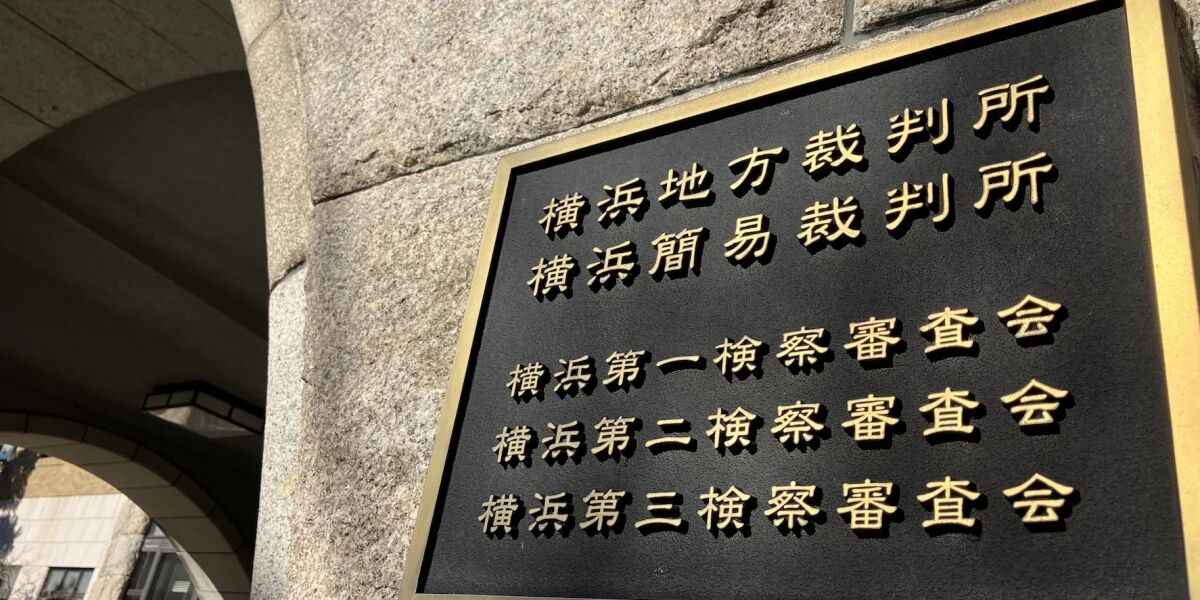 横浜地方裁判所
横浜簡易裁判所
横浜第一検察審査会
横浜第二検察審査会
横浜第三検察審査会